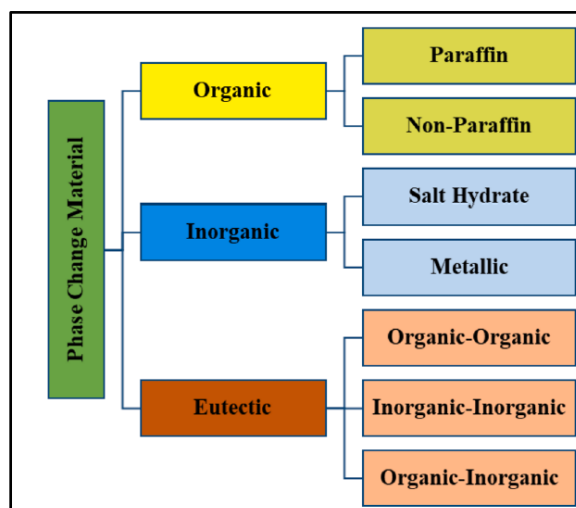 Phase Change Material
Organic
Paraffin
Non-Paraffin
Inorganic
Salt Hydrate
Metallic
Eutectic
Organic-Organic
Inorganic-Inorganic
Organic-Inorganic